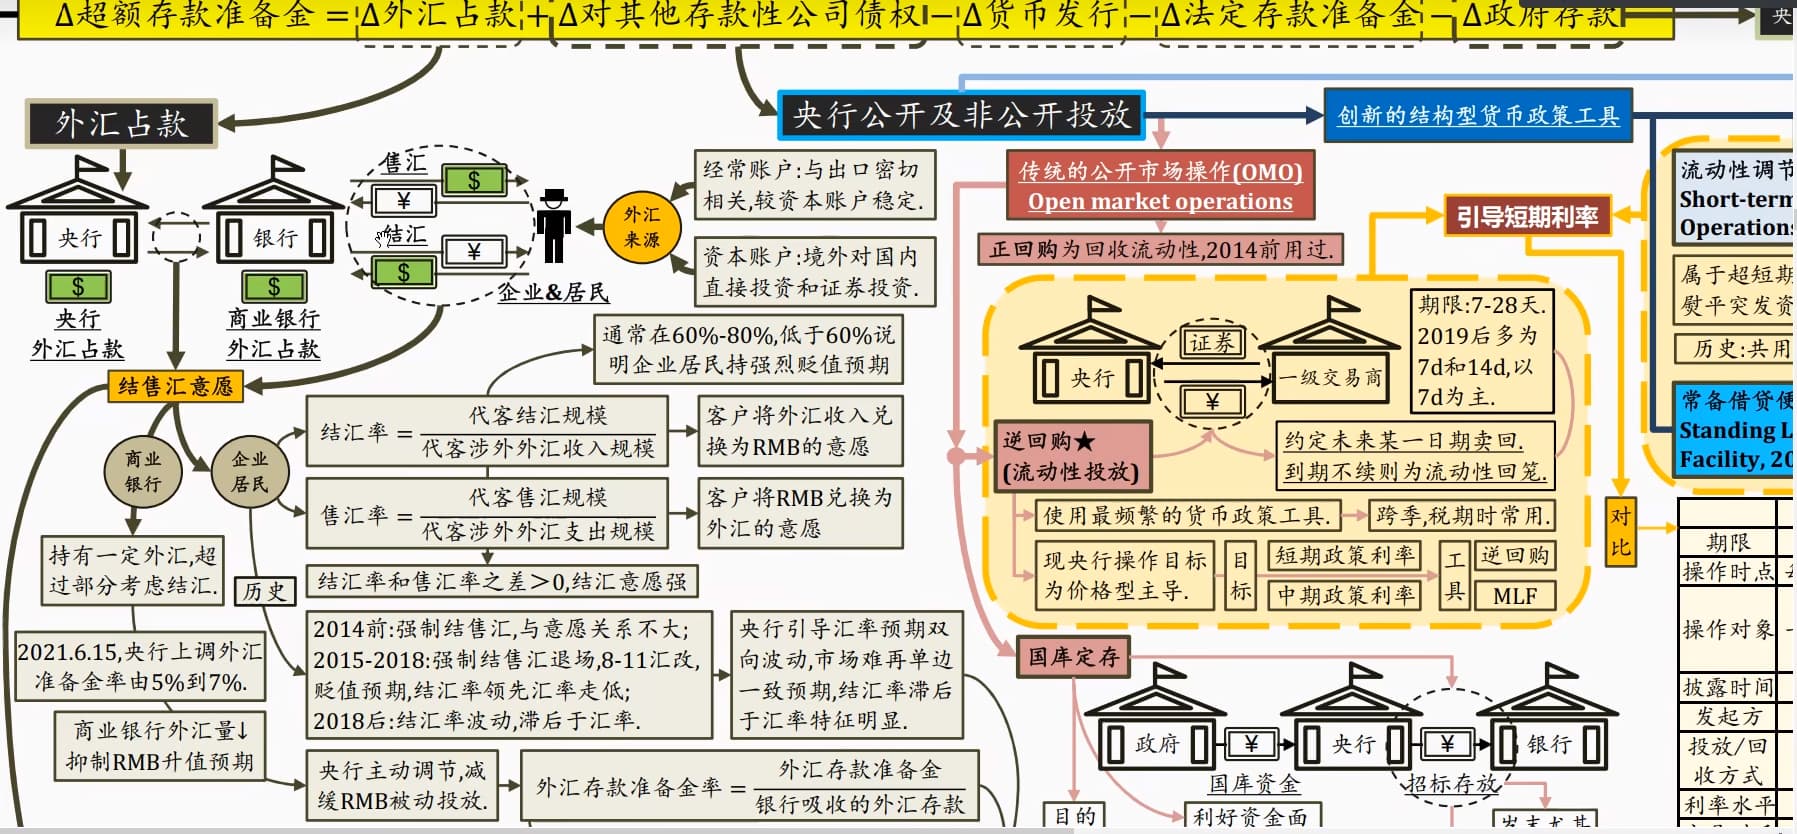 Δ超额存款准备金=Δ外汇占款+Δ对其他存款性公司债权−Δ货币发行−Δ法定存款准备金−Δ政府存款
央
外汇占款
央行
$
央行
外汇占款
银行
$
商业银行
外汇占款
售汇
$
¥
结汇
¥
$
企业&居民
外汇
来源
经常账户:与出口密切
相关,较资本账户稳定.
资本账户:境外对国内
直接投资和证券投资.
结售汇意愿
商业
银行
企业
居民
通常在60%-80%,低于60%说
明企业居民持强烈贬值预期
结汇率=
代客结汇规模
代客涉外外汇收入规模
客户将外汇收入兑
换为RMB的意愿
售汇率=
代客售汇规模
代客涉外外汇支出规模
客户将RMB兑换为
外汇的意愿
结汇率和售汇率之差>0,结汇意愿强
持有一定外汇,超
过部分考虑结汇.
历史
2021.6.15,央行上调外汇
准备金率由5%到7%.
商业银行外汇量↓
抑制RMB升值预期
2014前:强制结售汇,与意愿关系不大;
2015-2018:强制结售汇退场,8-11汇改,
贬值预期,结汇率领先汇率走低;
2018后:结汇率波动,滞后于汇率.
央行引导汇率预期双
向波动,市场难再单边
一致预期,结汇率滞后
于汇率特征明显.
央行主动调节,减
缓RMB被动投放.
外汇存款准备金率=
外汇存款准备金
银行吸收的外汇存款
央行公开及非公开投放
创新的结构型货币政策工具
传统的公开市场操作(OMO)
Open market operations
正回购为回收流动性,2014前用过.
引导短期利率
央行
证券
¥
一级交易商
期限:7-28天.
2019后多为
7d和14d,以
7d为主.
逆回购★
(流动性投放)
约定未来某一日期卖回.
到期不续则为流动性回笼.
使用最频繁的货币政策工具.
跨季,税期时常用.
现央行操作目标
为价格型主导.
目
标
短期政策利率
中期政策利率
工
具
逆回购
MLF
对
比
国库定存
政府
¥
国库资金
央行
¥
招标存放
银行
目的
利好资金面
流动性调节
Short-term
Operations
属于超短期
熨平突发资
历史:共用
常备借贷便
Standing L
Facility, 20
期限
操作时点
操作对象
披露时间
发起方
投放/回
收方式
利率水平